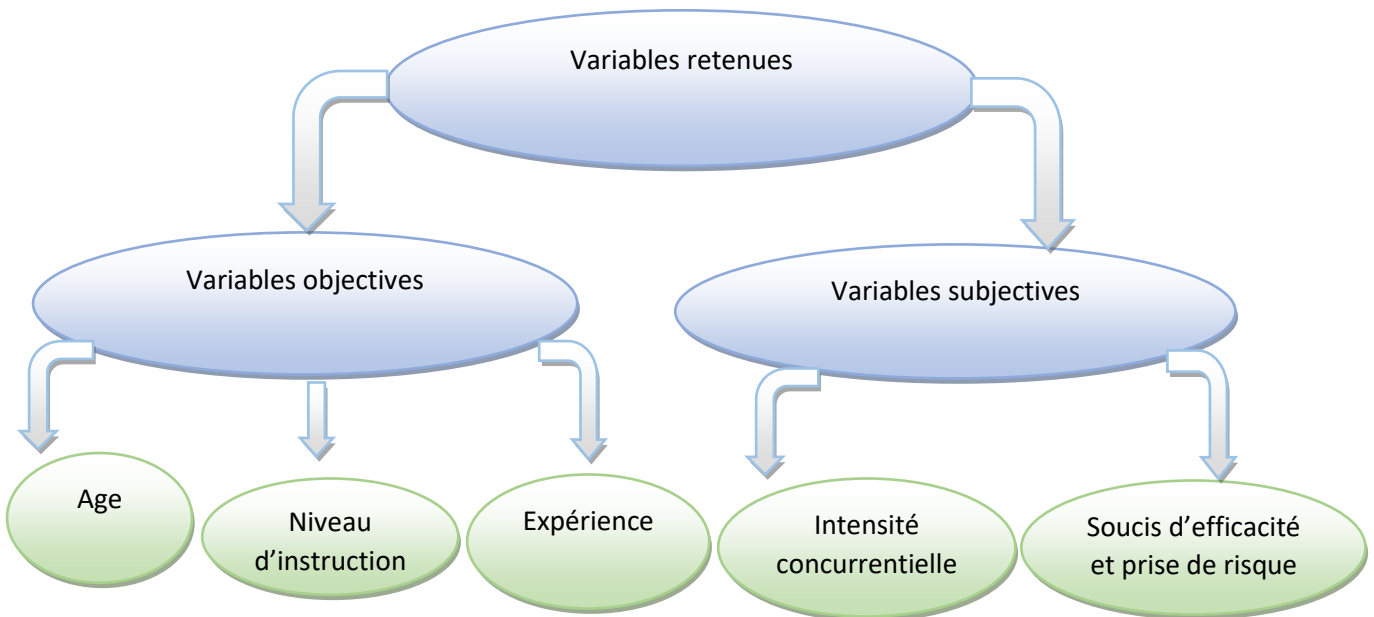 Variables retenues
Variables objectives
Variables subjectives
Age
Niveau
d’instruction
Expérience
Intensité
concurrentielle
Soucis d’efficacité
et prise de risque